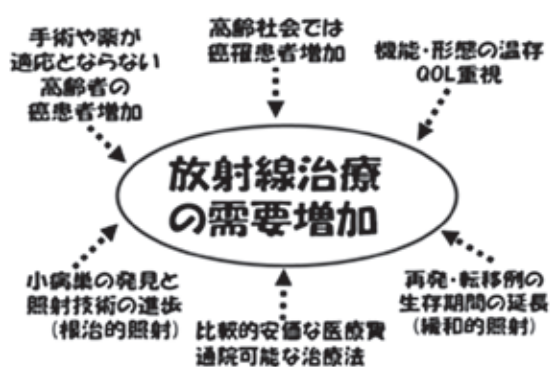 手術や薬が
適応とならない
高齢者の
癌患者増加
高齢社会では
癌罹患者増加
機能・形態の温存
QOL重視
放射線治療
の需要増加
小病巣の発見と
照射技術の進歩
(根治的照射)
比較的安価な医療費
通院可能な治療法
再発・転移例の
生存期間の延長
(緩和的照射)